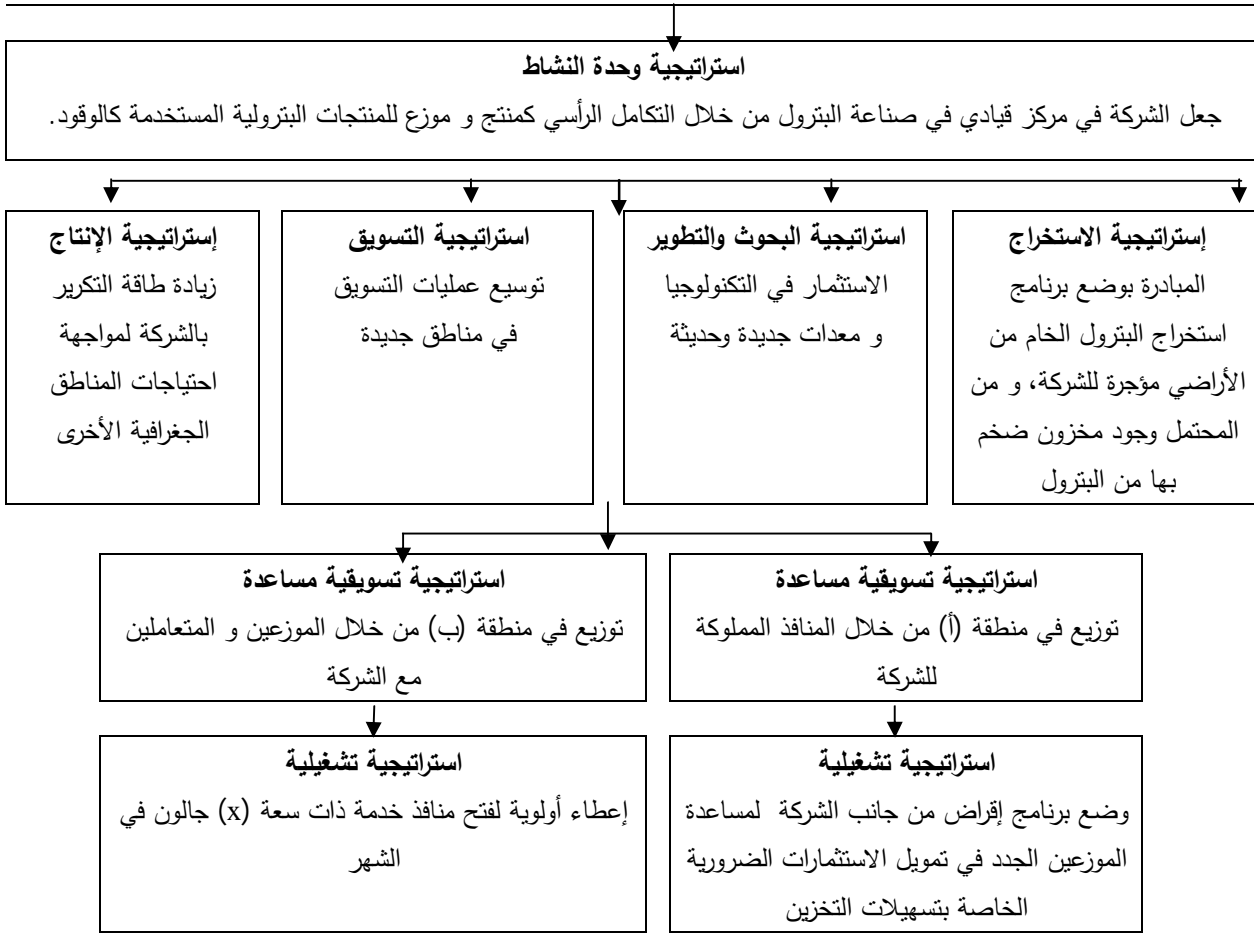 استراتيجية وحدة النشاط
جعل الشركة في مركز قيادي في صناعة البترول من خلال التكامل الرأسي كمنتج و موزع للمنتجات البترولية المستخدمة كالوقود.
إستراتيجية الاستخراج
المبادرة بوضع برنامج
استخراج البترول الخام من
الأراضي مؤجرة للشركة، و من
المحتمل وجود مخزون ضخم
بها من البترول
استراتيجية البحوث والتطوير
الاستثمار في التكنولوجيا
و معدات جديدة وحديثة
استراتيجية التسويق
توسيع عمليات التسويق
في مناطق جديدة
إستراتيجية الإنتاج
زيادة طاقة التكرير
بالشركة لمواجهة
احتياجات المناطق
الجغرافية الأخرى
استراتيجية تسويقية مساعدة
توزيع في منطقة (أ) من خلال المنافذ المملوكة
للشركة
استراتيجية تسويقية مساعدة
توزيع في منطقة (ب) من خلال الموزعين و المتعاملين
مع الشركة
استراتيجية تشغيلية
وضع برنامج إقراض من جانب الشركة لمساعدة
الموزعين الجدد في تمويل الاستثمارات الضرورية
الخاصة بتسهيلات التخزين
استراتيجية تشغيلية
إعطاء أولوية لفتح منافذ خدمة ذات سعة (x) جالون في
الشهر